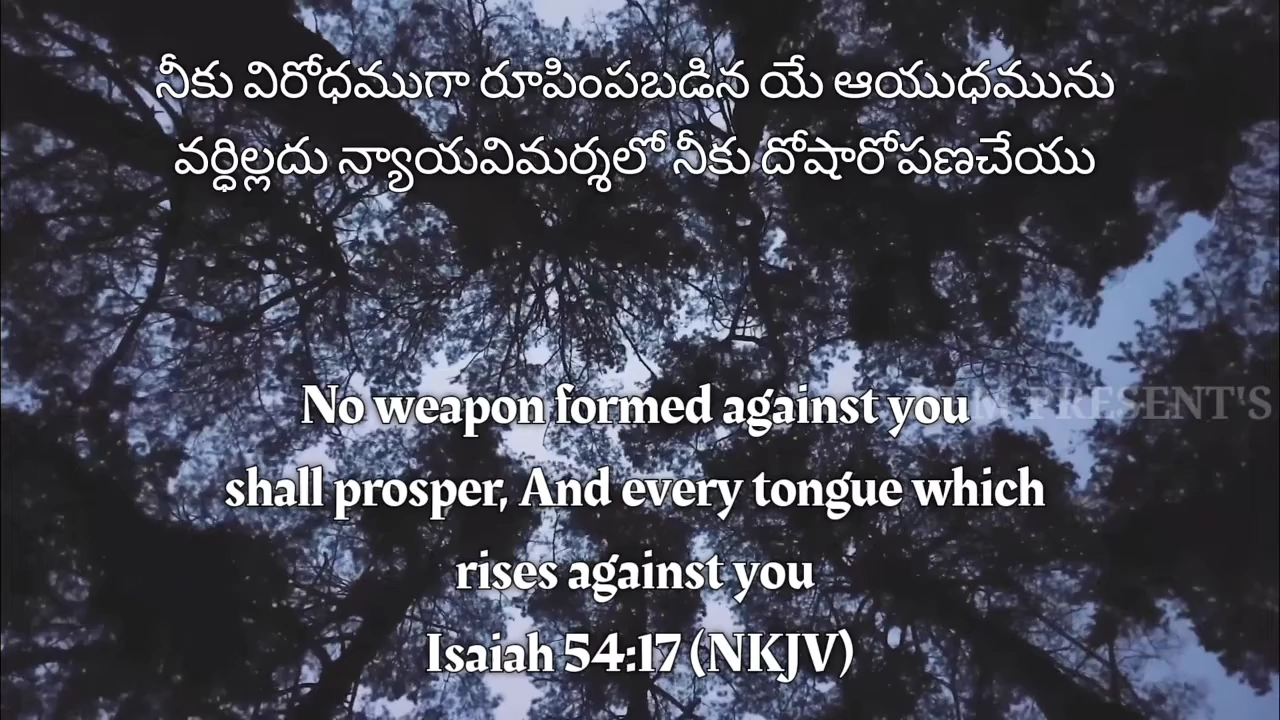 నీకు విరోధముగా రూపింపబడిన యే ఆయుధమును
వర్ధిల్లదు న్యాయవిమర్శలో నీకు దోషారోపణచేయు
No weapon formed against you
PRESENT'S
shall prosper, And every tongue which
rises against you
Isaiah 54:17 (NKJV)